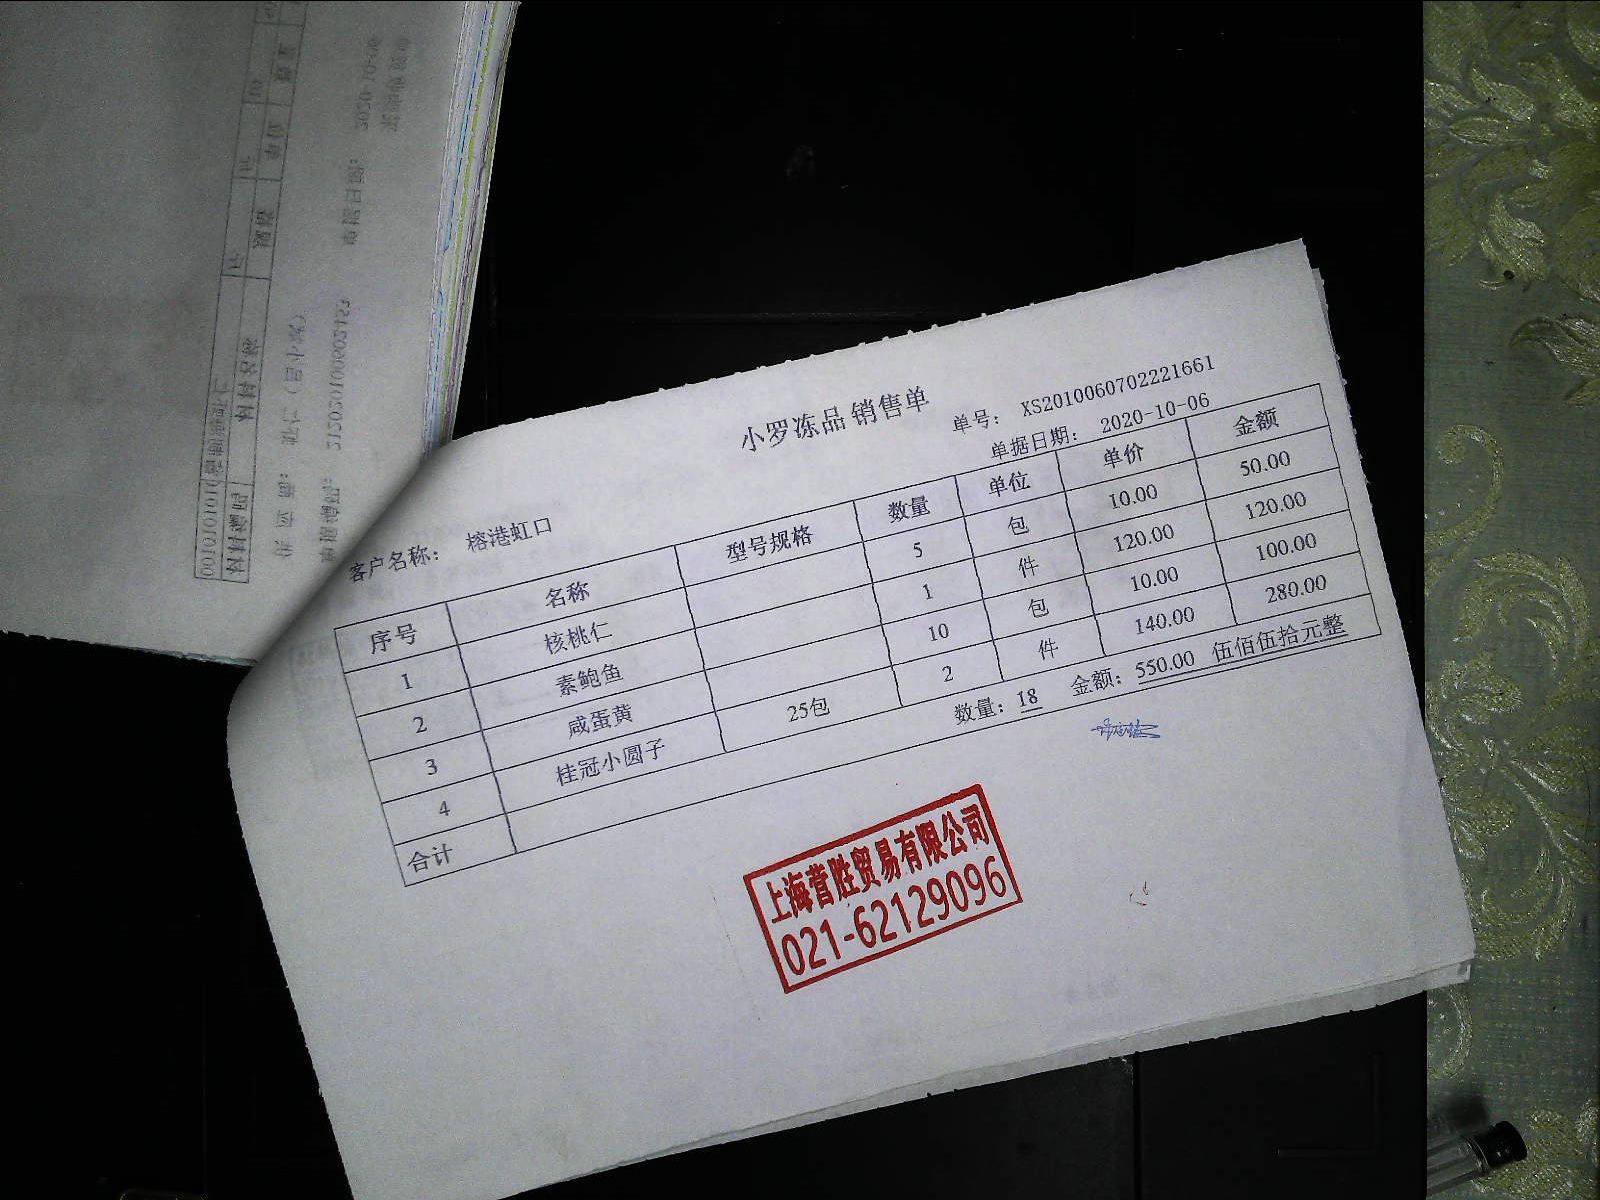 小罗冻品 销售单
单号： XS2010060702221661
客户名称： 榕港虹口 单据日期： 2020-10-06
序号 名称 型号规格 数量 单位 单价 金额
1 核桃仁 5 包 10.00 50.00
2 素鲍鱼 1 件 120.00 120.00
3 咸蛋黄 10 包 10.00 100.00
4 桂冠小圆子 25包 2 件 140.00 280.00
合计 数量：18 金额：550.00 伍佰伍拾元整
上海营胜贸易有限公司
021-62129096